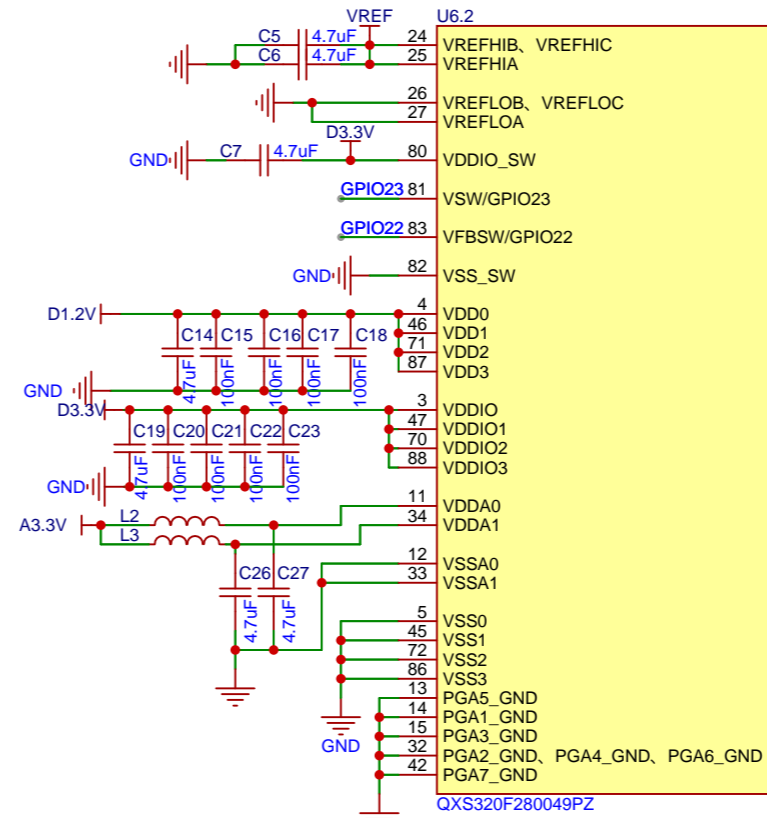 VREF U6.2
C5 4.7uF 24 VREFHIB、VREFHIC
C6 4.7uF 25 VREFHIA
26 VREFLOB、VREFLOC
27 VREFLOA
D3.3V
GND C7 4.7uF 80 VDDIO_SW
GPIO23 81 VSW/GPIO23
GPIO22 83 VFBSW/GPIO22
GND 82 VSS_SW
D1.2V 4 VDD0
C14 C15 C16 C17 C18 46 VDD1
71 VDD2
4.7uF 100nF 100nF 100nF 100nF 87 VDD3
GND
D3.3V 3 VDDIO
C19 C20 C21 C22 C23 47 VDDIO1
70 VDDIO2
4.7uF 100nF 100nF 100nF 100nF 88 VDDIO3
GND
11 VDDA0
A3.3V L2 34 VDDA1
L3
12 VSSA0
C26 C27 33 VSSA1
4.7uF 4.7uF
5 VSS0
45 VSS1
72 VSS2
86 VSS3
13 PGA5_GND
14 PGA1_GND
15 PGA3_GND
GND 32 PGA2_GND、PGA4_GND、PGA6_GND
42 PGA7_GND
QXS320F280049PZ